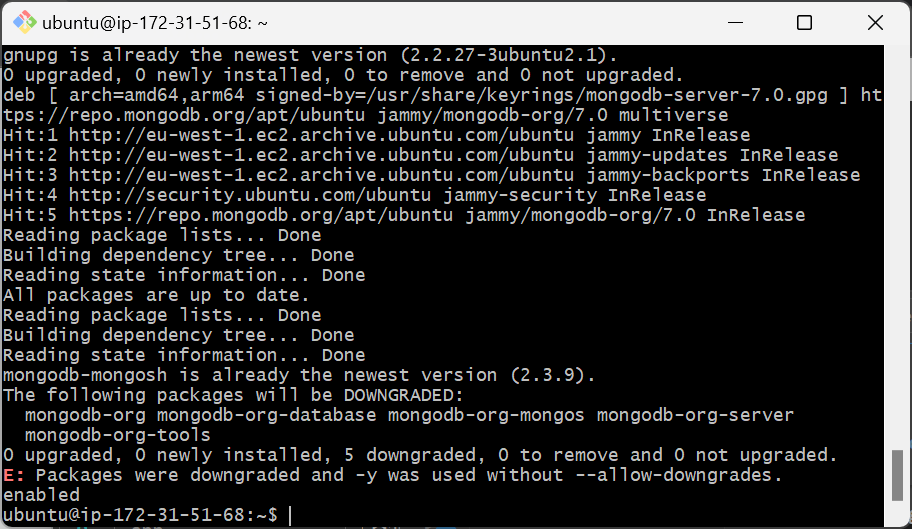 ubuntu@ip-172-31-51-68: ~
gnupg is already the newest version (2.2.27-3ubuntu2.1).
0 upgraded, 0 newly installed, 0 to remove and 0 not upgraded.
deb [ arch=amd64,arm64 signed-by=/usr/share/keyrings/mongodb-server-7.0.gpg ] ht
tps://repo.mongodb.org/apt/ubuntu jammy/mongodb-org/7.0 multiverse
Hit:1 http://eu-west-1.ec2.archive.ubuntu.com/ubuntu jammy InRelease
Hit:2 http://eu-west-1.ec2.archive.ubuntu.com/ubuntu jammy-updates InRelease
Hit:3 http://eu-west-1.ec2.archive.ubuntu.com/ubuntu jammy-backports InRelease
Hit:4 http://security.ubuntu.com/ubuntu jammy-security InRelease
Hit:5 https://repo.mongodb.org/apt/ubuntu jammy/mongodb-org/7.0 InRelease
Reading package lists... Done
Building dependency tree... Done
Reading state information... Done
All packages are up to date.
Reading package lists... Done
Building dependency tree... Done
Reading state information... Done
mongodb-mongosh is already the newest version (2.3.9).
The following packages will be DOWNGRADED:
  mongodb-org mongodb-org-database mongodb-org-mongos mongodb-org-server
  mongodb-org-tools
0 upgraded, 0 newly installed, 5 downgraded, 0 to remove and 0 not upgraded.
E: Packages were downgraded and -y was used without --allow-downgrades.
enabled
ubuntu@ip-172-31-51-68:~$